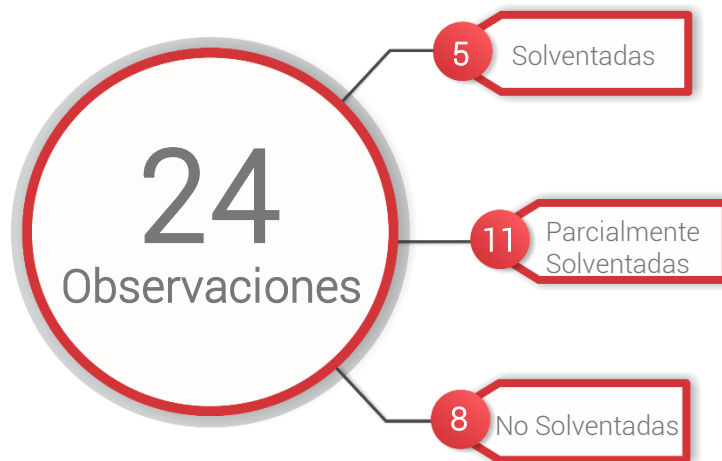 24
Observaciones
5
Solventadas
11
Parcialmente
Solventadas
8
No Solventadas